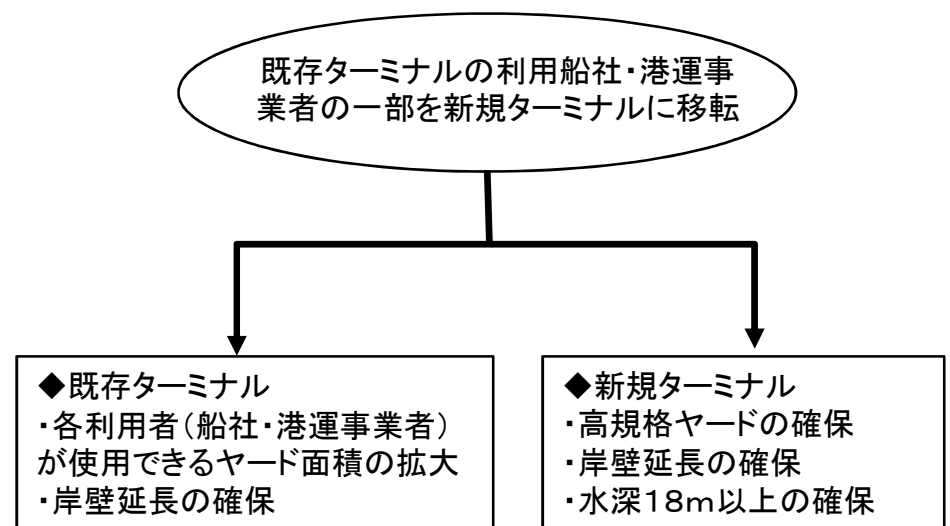 既存ターミナルの利用船社・港運事
業者の一部を新規ターミナルに移転
◆既存ターミナル
・各利用者（船社・港運事業者）
が使用できるヤード面積の拡大
・岸壁延長の確保
◆新規ターミナル
・高規格ヤードの確保
・岸壁延長の確保
・水深１８ｍ以上の確保